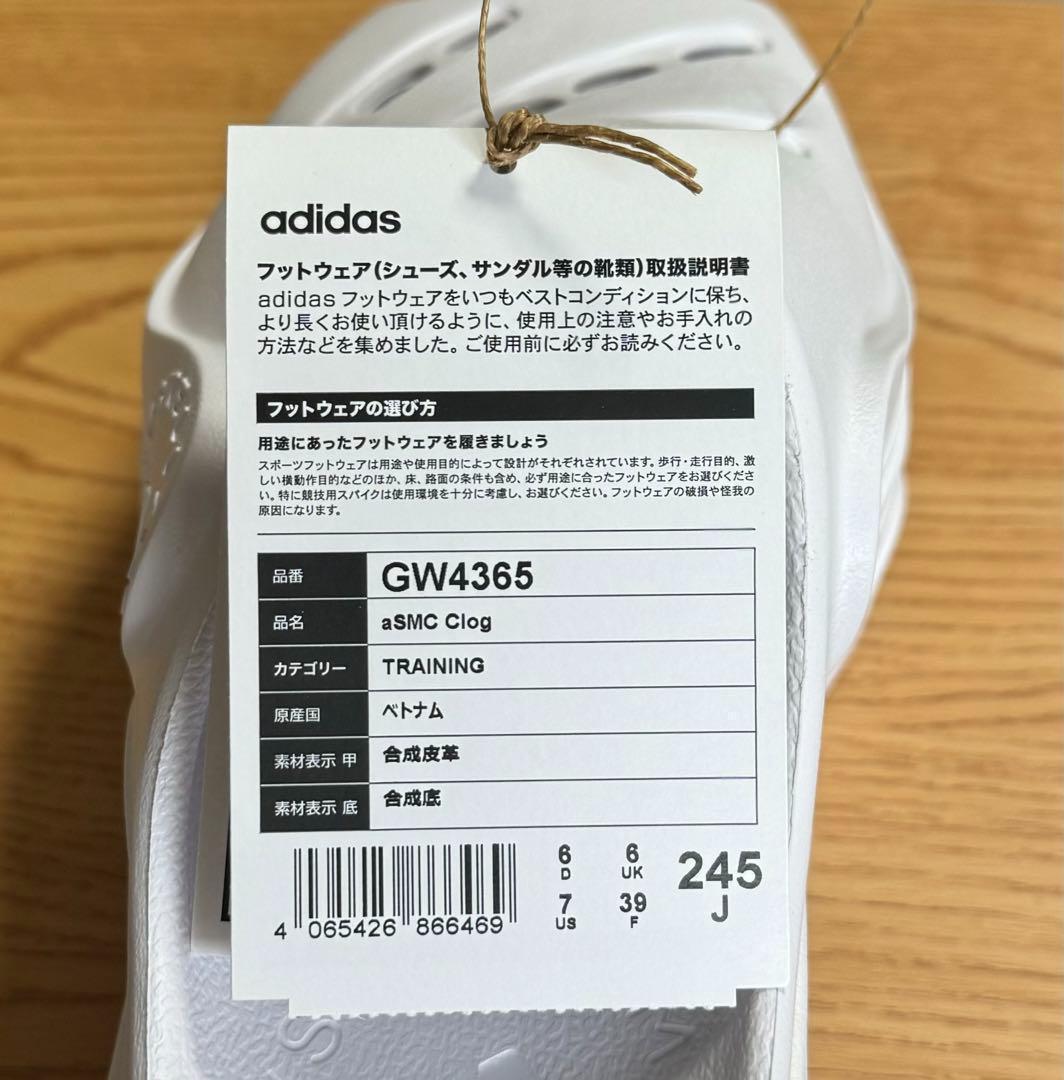 adidas
フットウェア(シューズ、サンダル等の靴類)取扱説明書
adidas フットウェアをいつもベストコンディションに保ち、
より長くお使い頂けるように、使用上の注意やお手入れの
方法などを集めました。ご使用前に必ずお読みください。
フットウェアの選び方
用途にあったフットウェアを履きましょう
スポーツフットウェアは用途や使用目的によって設計がそれぞれされています。歩行・走行目的、激
しい横動作目的などのほか、床、路面の条件も含め、必ず用途に合ったフットウェアをお選びくださ
い。特に競技用スパイクは使用環境を十分に考慮し、お選びください。フットウェアの破損や怪我の
原因になります。
品番 GW4365
品名 aSMC Clog
カテゴリー TRAINING
原産国 ベトナム
素材表示 甲 合成皮革
素材表示 底 合成底
6 D 6 UK 245 J
7 US 39 F
4 065426 866469